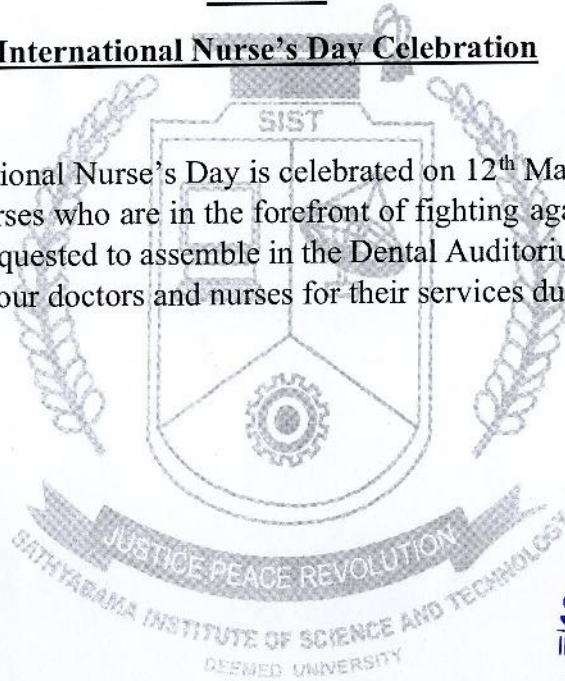 International Nurse's Day Celebration
SIST
ional Nurse's Day is celebrated on 12th Ma
rses who are in the forefront of fighting aga
quested to assemble in the Dental Auditoriu
our doctors and nurses for their services du
JUSTICE PEACE REVOLUTION
SATHYABAMA INSTITUTE OF SCIENCE AND TECHNOLOGY
DEEMED UNIVERSITY